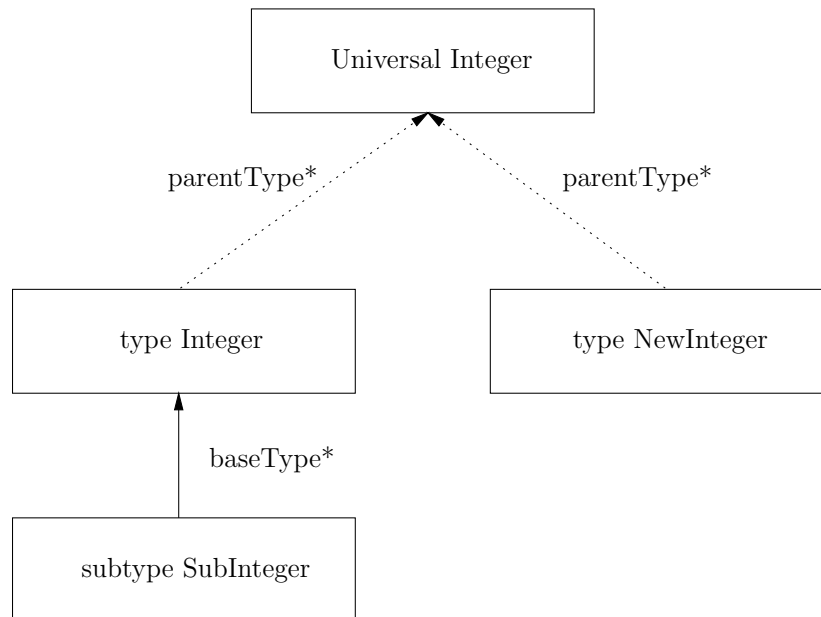 Universal Integer
parentType*
parentType*
type Integer
type NewInteger
baseType*
subtype SubInteger